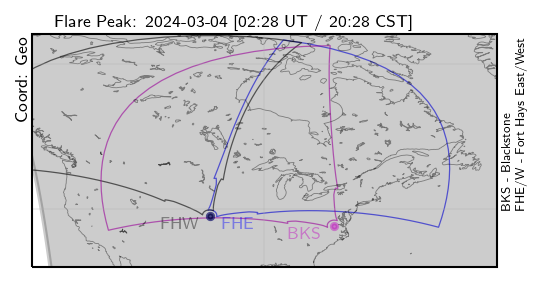 Flare Peak: 2024-03-04 [02:28 UT / 20:28 CST]
Coord: Geo
FHW
FHE
BKS
BKS - Blackstone
FHE/W - Fort Hays East/West